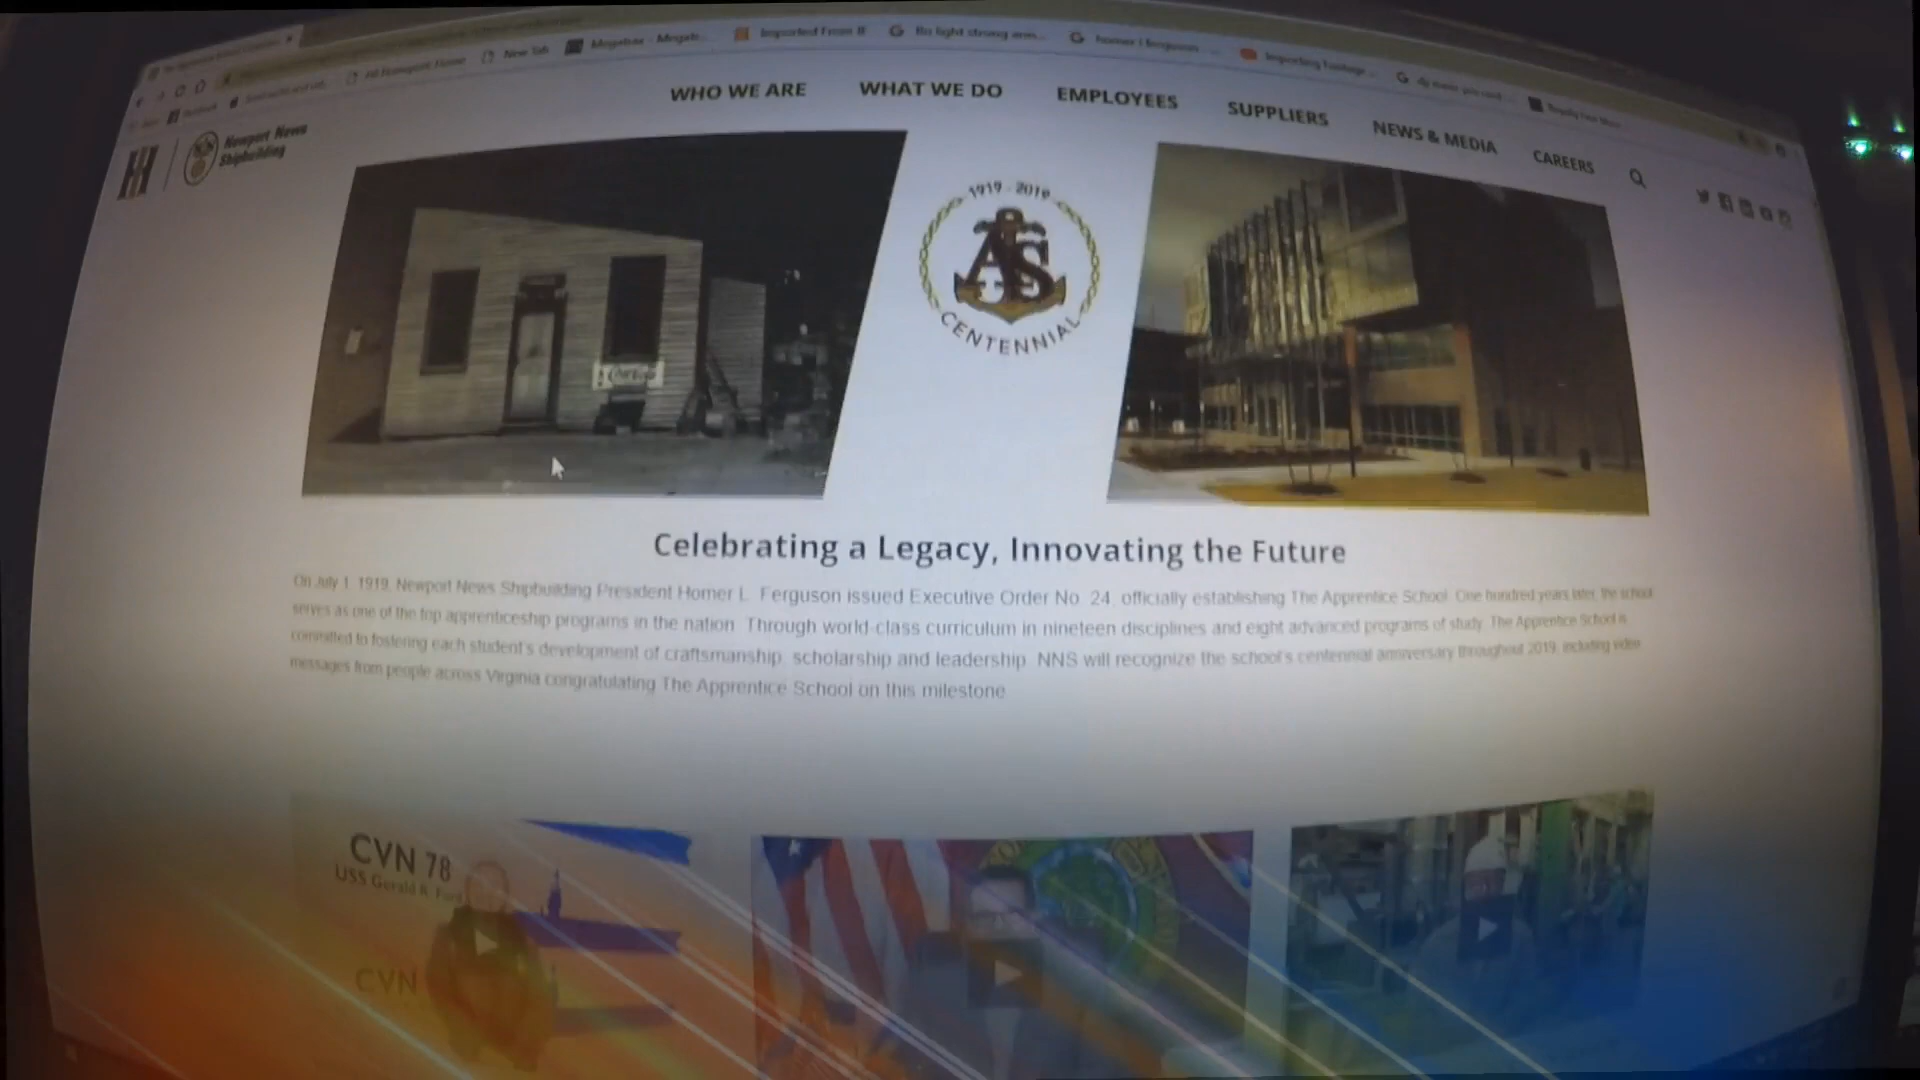 New Tab
Imported From IE
WHO WE ARE
WHAT WE DO
EMPLOYEES
SUPPLIERS
NEWS & MEDIA
CAREERS
Newport News
Shipbuilding
1919 - 2019
AS
CENTENNIAL
Celebrating a Legacy, Innovating the Future
On July 1, 1919, Newport News Shipbuilding President Homer L. Ferguson issued Executive Order No. 24, officially establishing The Apprentice School. One hundred years later, the school
serves as one of the top apprenticeship programs in the nation. Through world-class curriculum in nineteen disciplines and eight advanced programs of study, The Apprentice School is
committed to fostering each student's development of craftsmanship, scholarship and leadership. NNS will recognize the school's centennial anniversary throughout 2019, including video
messages from people across Virginia congratulating The Apprentice School on this milestone.
CVN 78
USS Gerald R. Ford
CVN